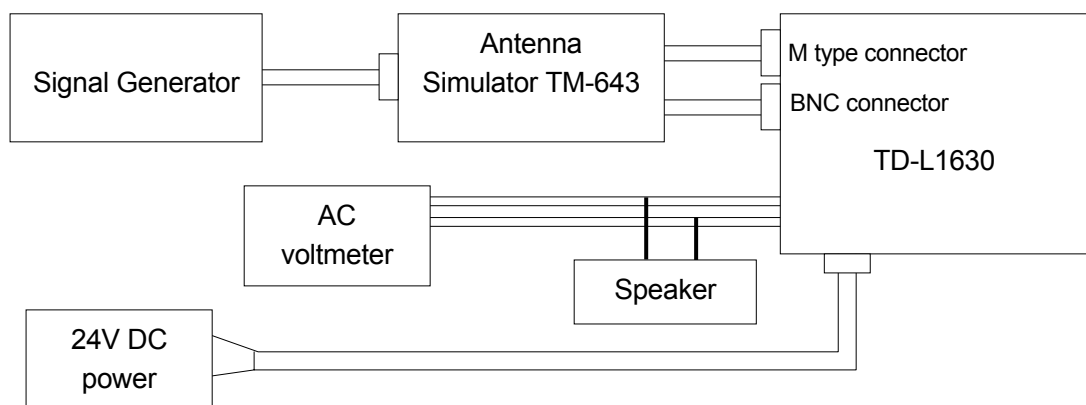 Signal Generator
Antenna
Simulator TM-643
M type connector
BNC connector
TD-L1630
AC
voltmeter
Speaker
24V DC
power